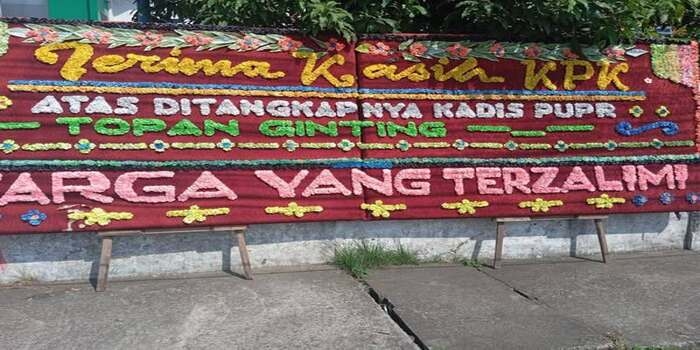 Terima Kasih KPK
ATAS DITANGKAPNYA KADIS PUPR
TOPAN GINTING
ARGA YANG TERZALIMI